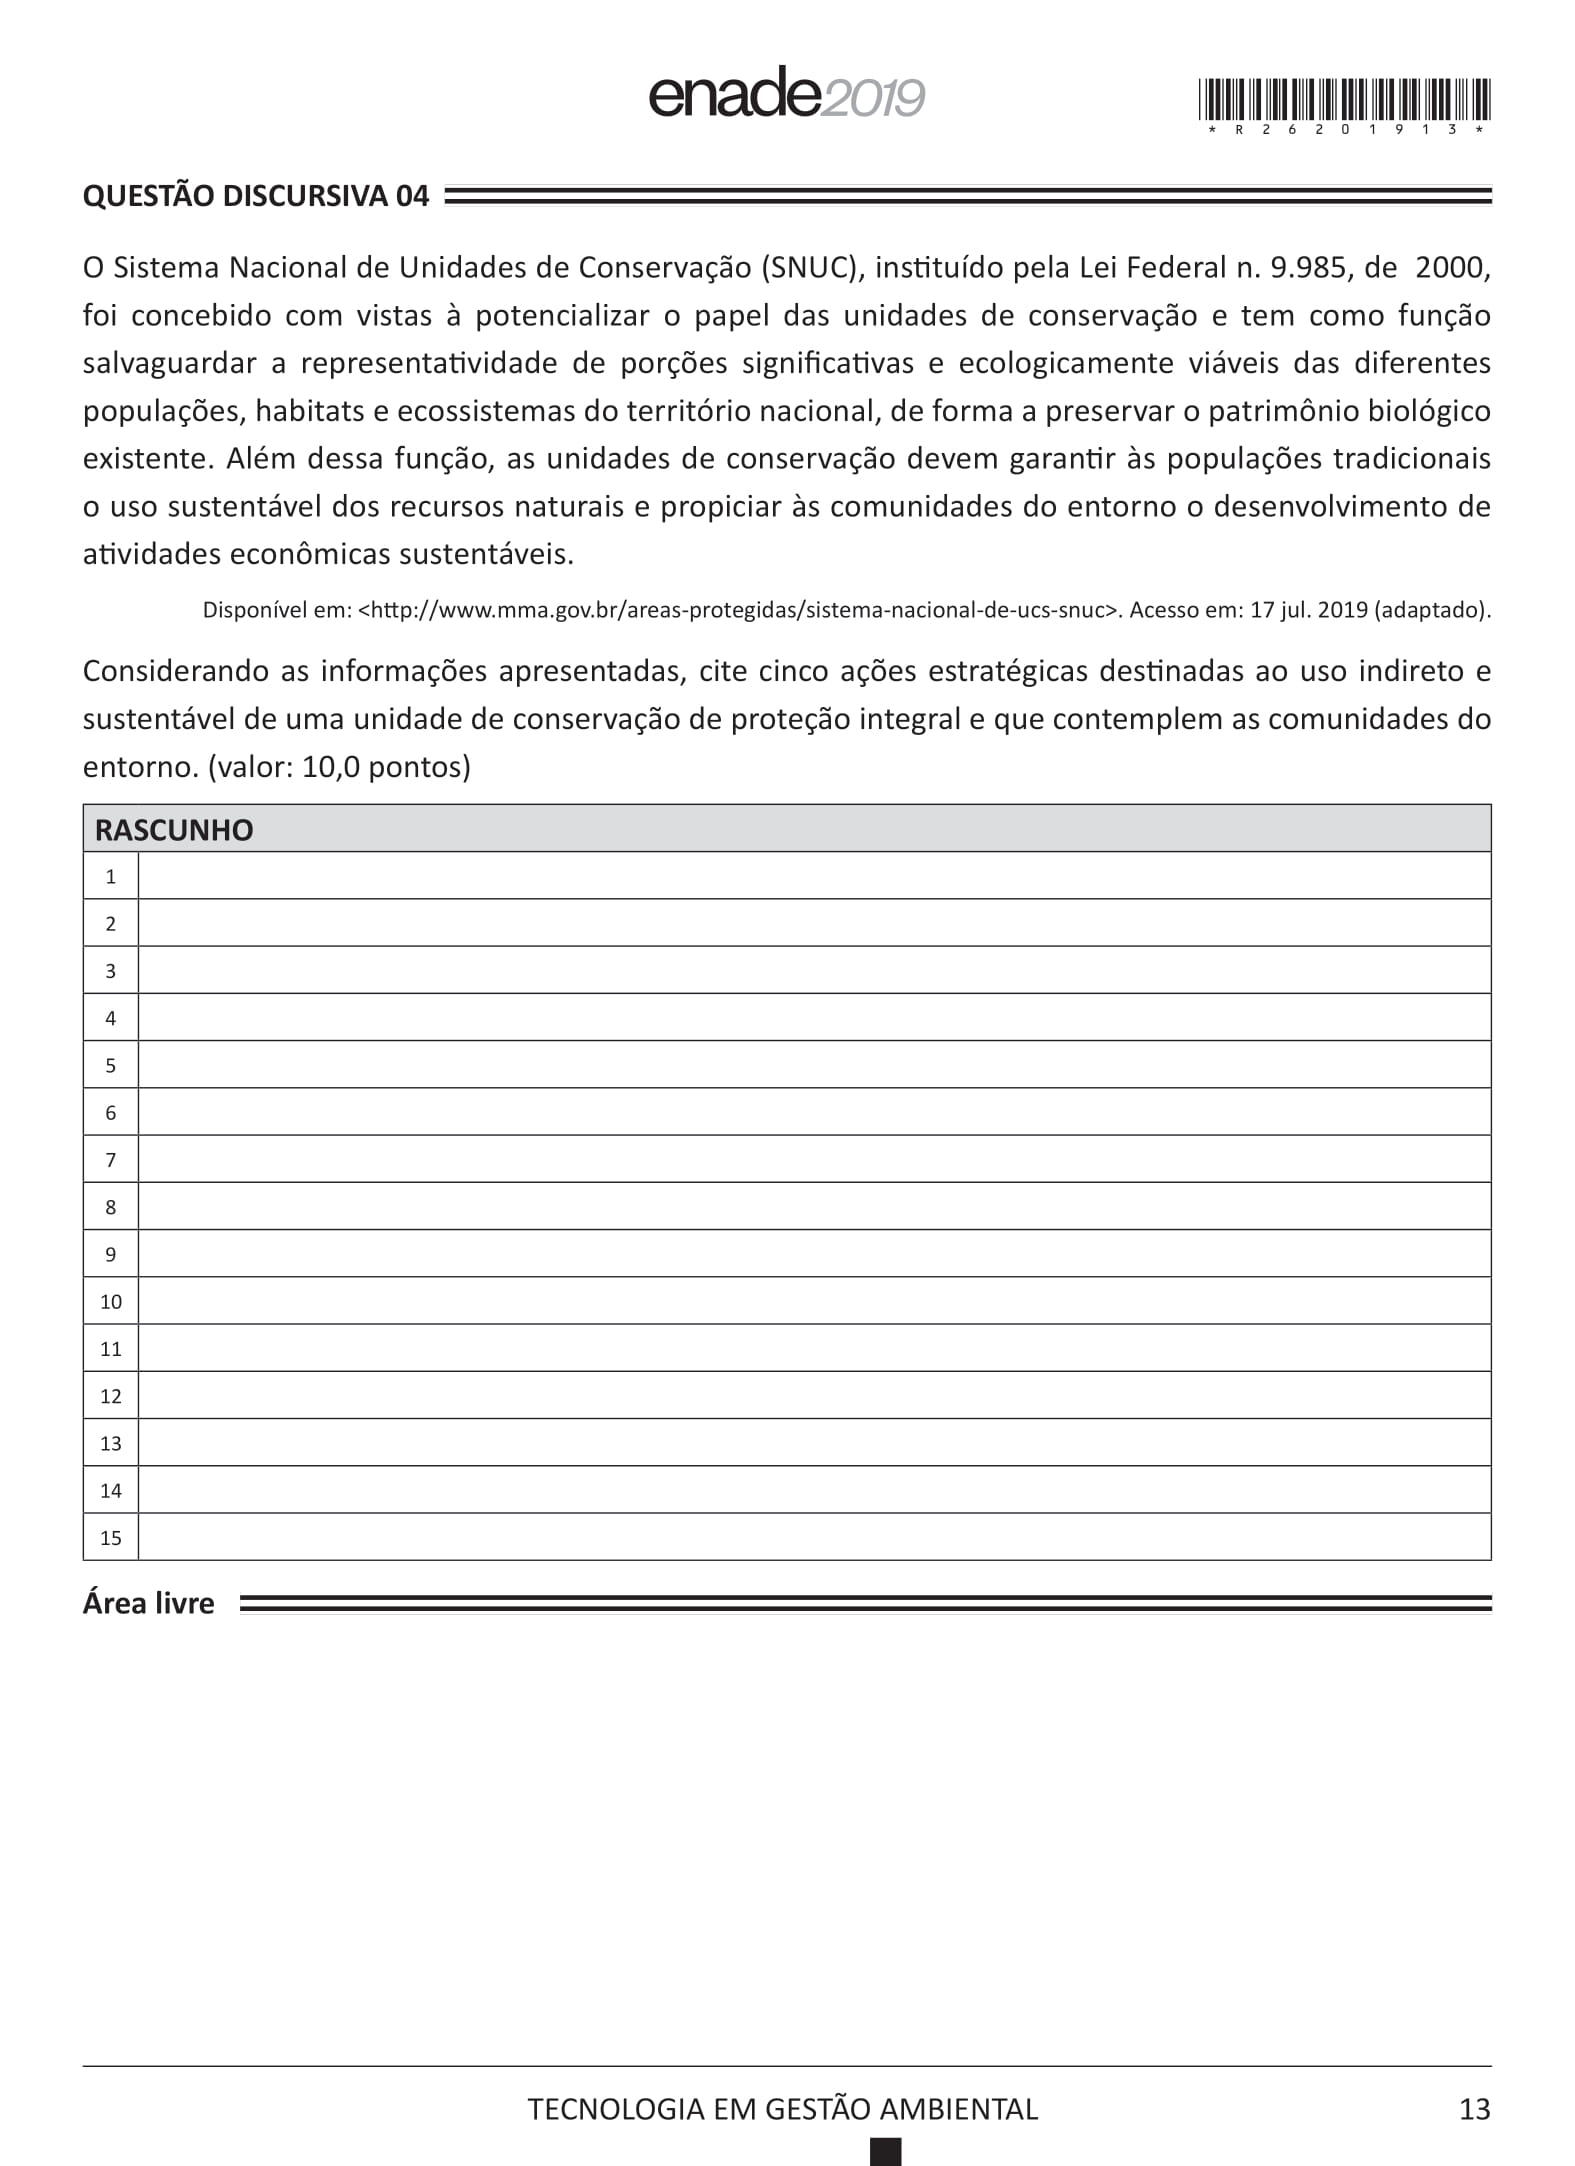 enade2019
*R26201913*
QUESTÃO DISCURSIVA 04
O Sistema Nacional de Unidades de Conservação (SNUC), instituído pela Lei Federal n. 9.985, de 2000,
foi concebido com vistas à potencializar o papel das unidades de conservação e tem como função
salvaguardar a representatividade de porções significativas e ecologicamente viáveis das diferentes
populações, habitats e ecossistemas do território nacional, de forma a preservar o patrimônio biológico
existente. Além dessa função, as unidades de conservação devem garantir às populações tradicionais
o uso sustentável dos recursos naturais e propiciar às comunidades do entorno o desenvolvimento de
atividades econômicas sustentáveis.
Disponível em: <http://www.mma.gov.br/areas-protegidas/sistema-nacional-de-ucs-snuc>. Acesso em: 17 jul. 2019 (adaptado).
Considerando as informações apresentadas, cite cinco ações estratégicas destinadas ao uso indireto e
sustentável de uma unidade de conservação de proteção integral e que contemplem as comunidades do
entorno. (valor: 10,0 pontos)
RASCUNHO
1
2
3
4
5
6
7
8
9
10
11
12
13
14
15
Área livre
TECNOLOGIA EM GESTÃO AMBIENTAL
13